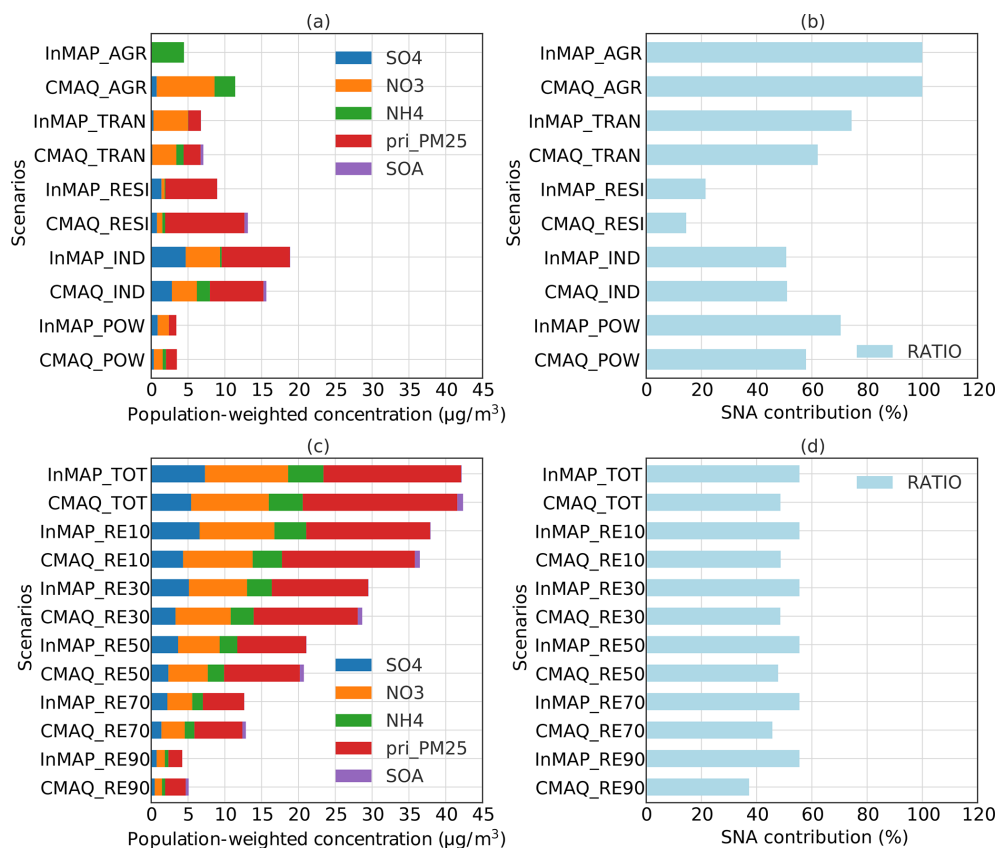 (a)
InMAP_AGR
CMAQ_AGR
InMAP_TRAN
CMAQ_TRAN
InMAP_RESI
CMAQ_RESI
InMAP_IND
CMAQ_IND
InMAP_POW
CMAQ_POW
Scenarios
SO4
NO3
NH4
pri_PM25
SOA
0 5 10 15 20 25 30 35 40 45
Population-weighted concentration (μg/m³)
(b)
InMAP_AGR
CMAQ_AGR
InMAP_TRAN
CMAQ_TRAN
InMAP_RESI
CMAQ_RESI
InMAP_IND
CMAQ_IND
InMAP_POW
CMAQ_POW
Scenarios
RATIO
0 20 40 60 80 100 120
SNA contribution (%)
(c)
InMAP_TOT
CMAQ_TOT
InMAP_RE10
CMAQ_RE10
InMAP_RE30
CMAQ_RE30
InMAP_RE50
CMAQ_RE50
InMAP_RE70
CMAQ_RE70
InMAP_RE90
CMAQ_RE90
Scenarios
SO4
NO3
NH4
pri_PM25
SOA
0 5 10 15 20 25 30 35 40 45
Population-weighted concentration (μg/m³)
(d)
InMAP_TOT
CMAQ_TOT
InMAP_RE10
CMAQ_RE10
InMAP_RE30
CMAQ_RE30
InMAP_RE50
CMAQ_RE50
InMAP_RE70
CMAQ_RE70
InMAP_RE90
CMAQ_RE90
Scenarios
RATIO
0 20 40 60 80 100 120
SNA contribution (%)